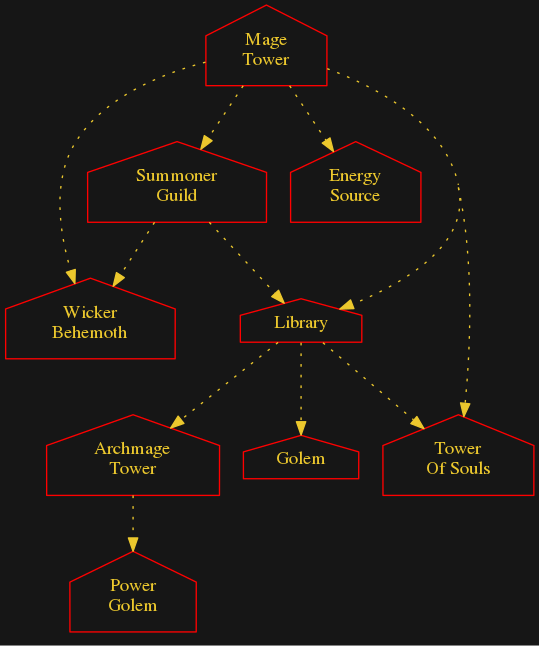 Mage
Tower
Summoner
Guild
Energy
Source
Wicker
Behemoth
Library
Archmage
Tower
Golem
Tower
Of Souls
Power
Golem